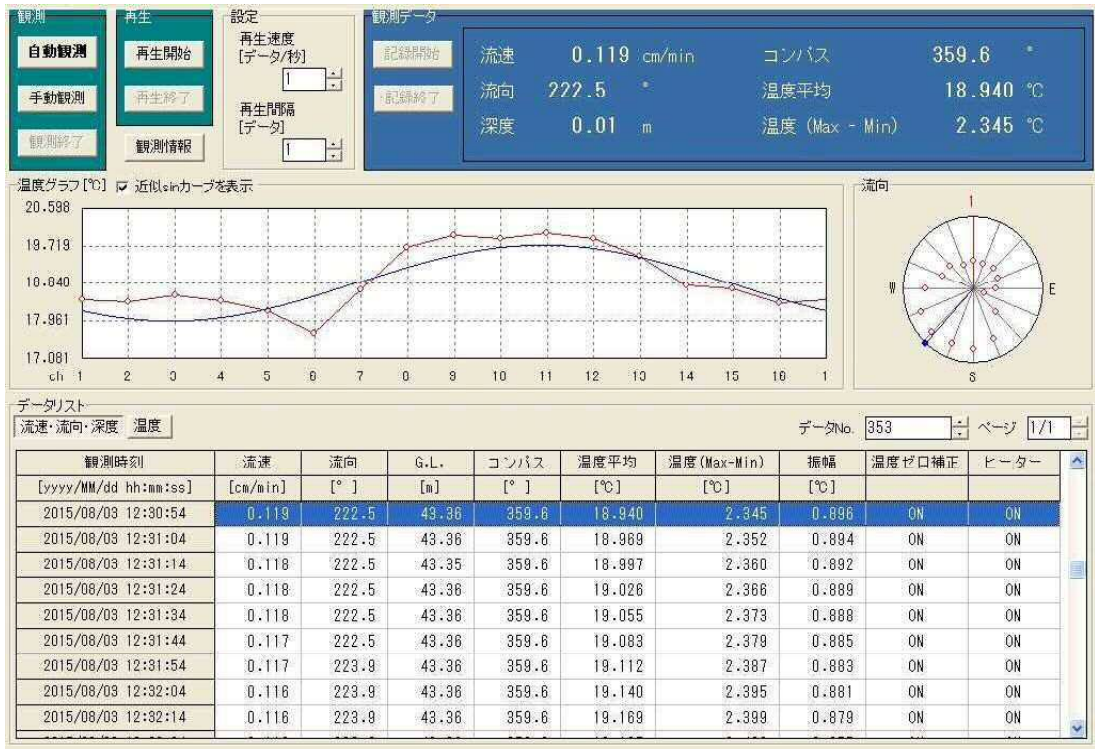 観測
再生
設定
観測データ
自動観測
手動観測
観測終了
再生開始
再生終了
観測情報
再生速度
[データ/秒]
1
再生間隔
[データ]
1
記録開始
記録終了
流速 0.119 cm/min コンパス 359.6 °
流向 222.5 ° 温度平均 18.940 ℃
深度 0.01 m 温度 (Max - Min) 2.345 ℃
温度グラフ[℃] 近似sinカーブを表示
20.598
19.719
18.840
17.961
17.081
ch 1 2 3 4 5 6 7 8 9 10 11 12 13 14 15 16 1
流向
1
W E
S
データリスト
流速・流向・深度 温度 データNo. 353 ページ 1/1
観測時刻 流速 流向 G.L. コンパス 温度平均 温度(Max-Min) 振幅 温度ゼロ補正 ヒーター
[yyyy/MM/dd hh:mm:ss] [cm/min] [° ] [m] [° ] [℃] [℃] [℃]
2015/08/03 12:30:54 0.119 222.5 43.36 359.6 18.940 2.345 0.896 ON ON
2015/08/03 12:31:04 0.119 222.5 43.36 359.6 18.969 2.352 0.894 ON ON
2015/08/03 12:31:14 0.118 222.5 43.35 359.6 18.997 2.360 0.892 ON ON
2015/08/03 12:31:24 0.118 222.5 43.36 359.6 19.026 2.366 0.889 ON ON
2015/08/03 12:31:34 0.118 222.5 43.36 359.6 19.055 2.373 0.888 ON ON
2015/08/03 12:31:44 0.117 222.5 43.36 359.6 19.083 2.379 0.885 ON ON
2015/08/03 12:31:54 0.117 223.9 43.36 359.6 19.112 2.387 0.883 ON ON
2015/08/03 12:32:04 0.116 223.9 43.36 359.6 19.140 2.395 0.881 ON ON
2015/08/03 12:32:14 0.116 223.9 43.36 359.6 19.169 2.399 0.879 ON ON